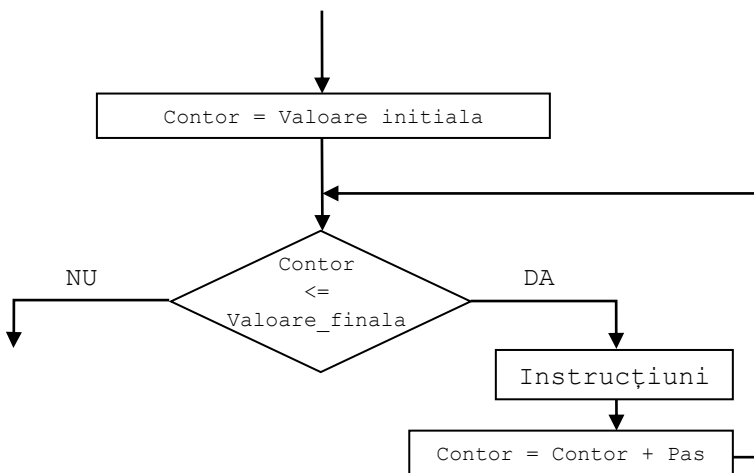 Contor = Valoare initiala
Contor
<=
Valoare_finala
NU
DA
Instrucțiuni
Contor = Contor + Pas